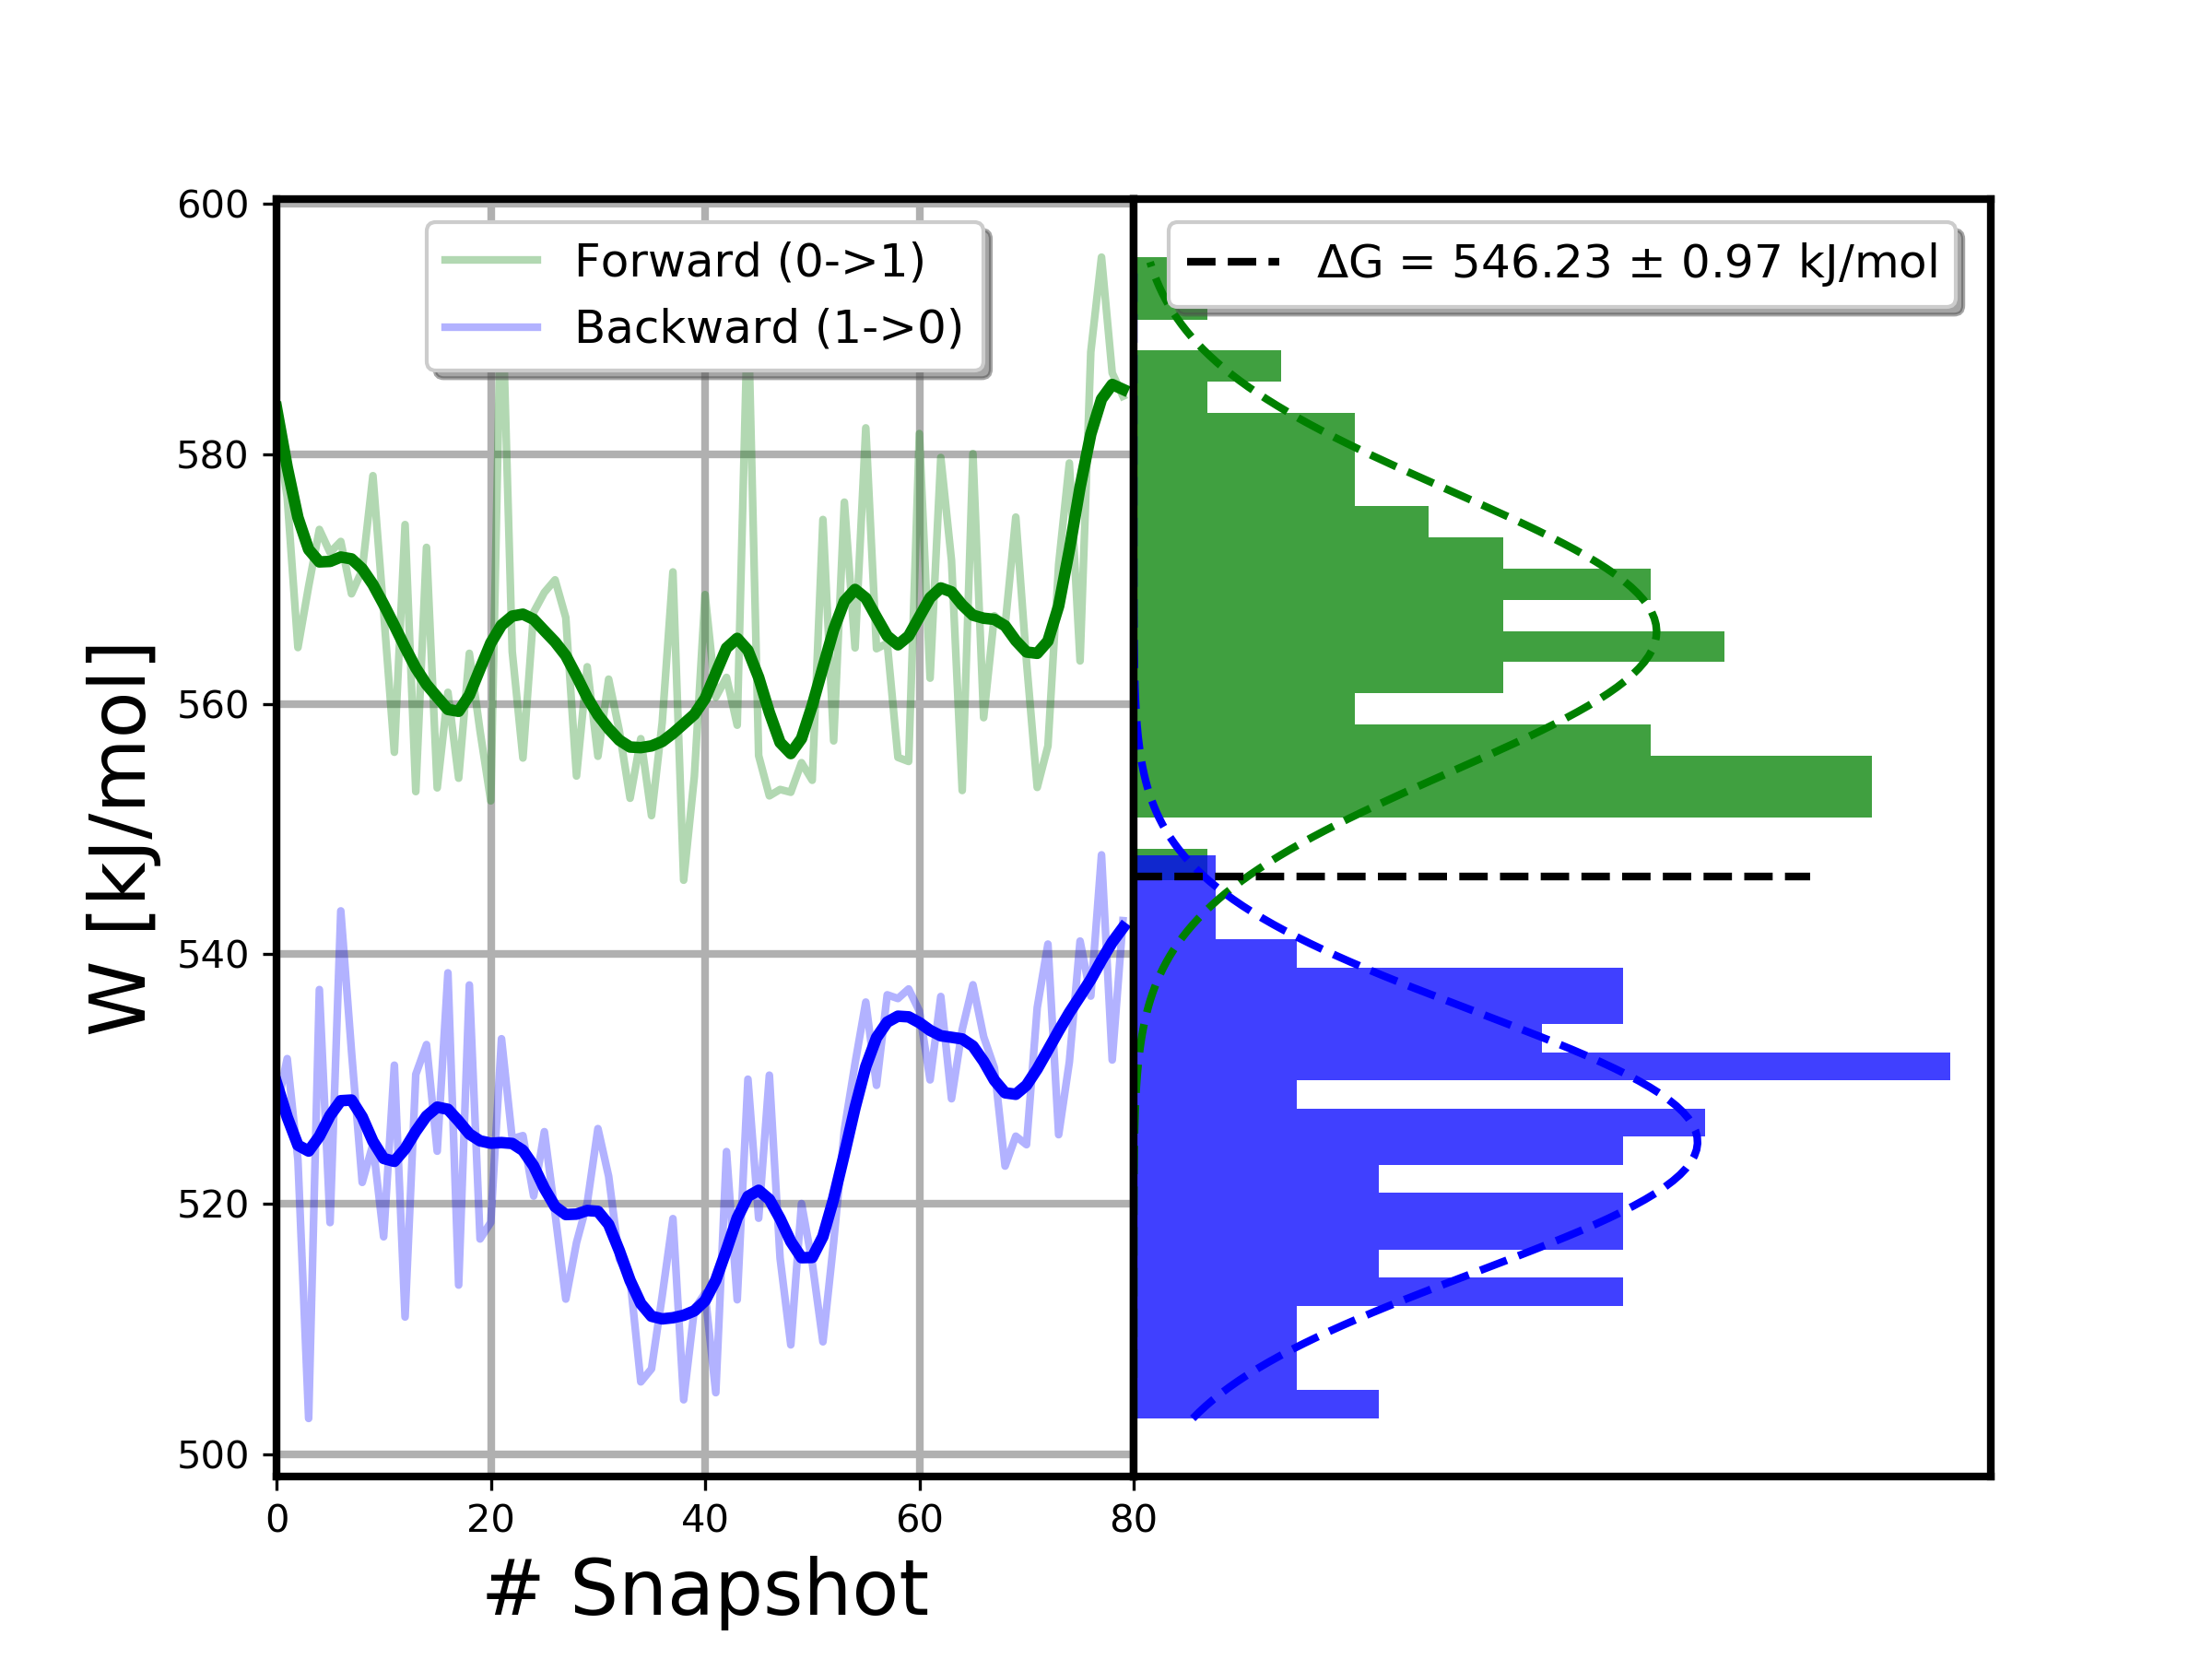 Forward (0->1)
Backward (1->0)
ΔG = 546.23 ± 0.97 kJ/mol
W [kJ/mol]
600
580
560
540
520
500
0 20 40 60 80
# Snapshot